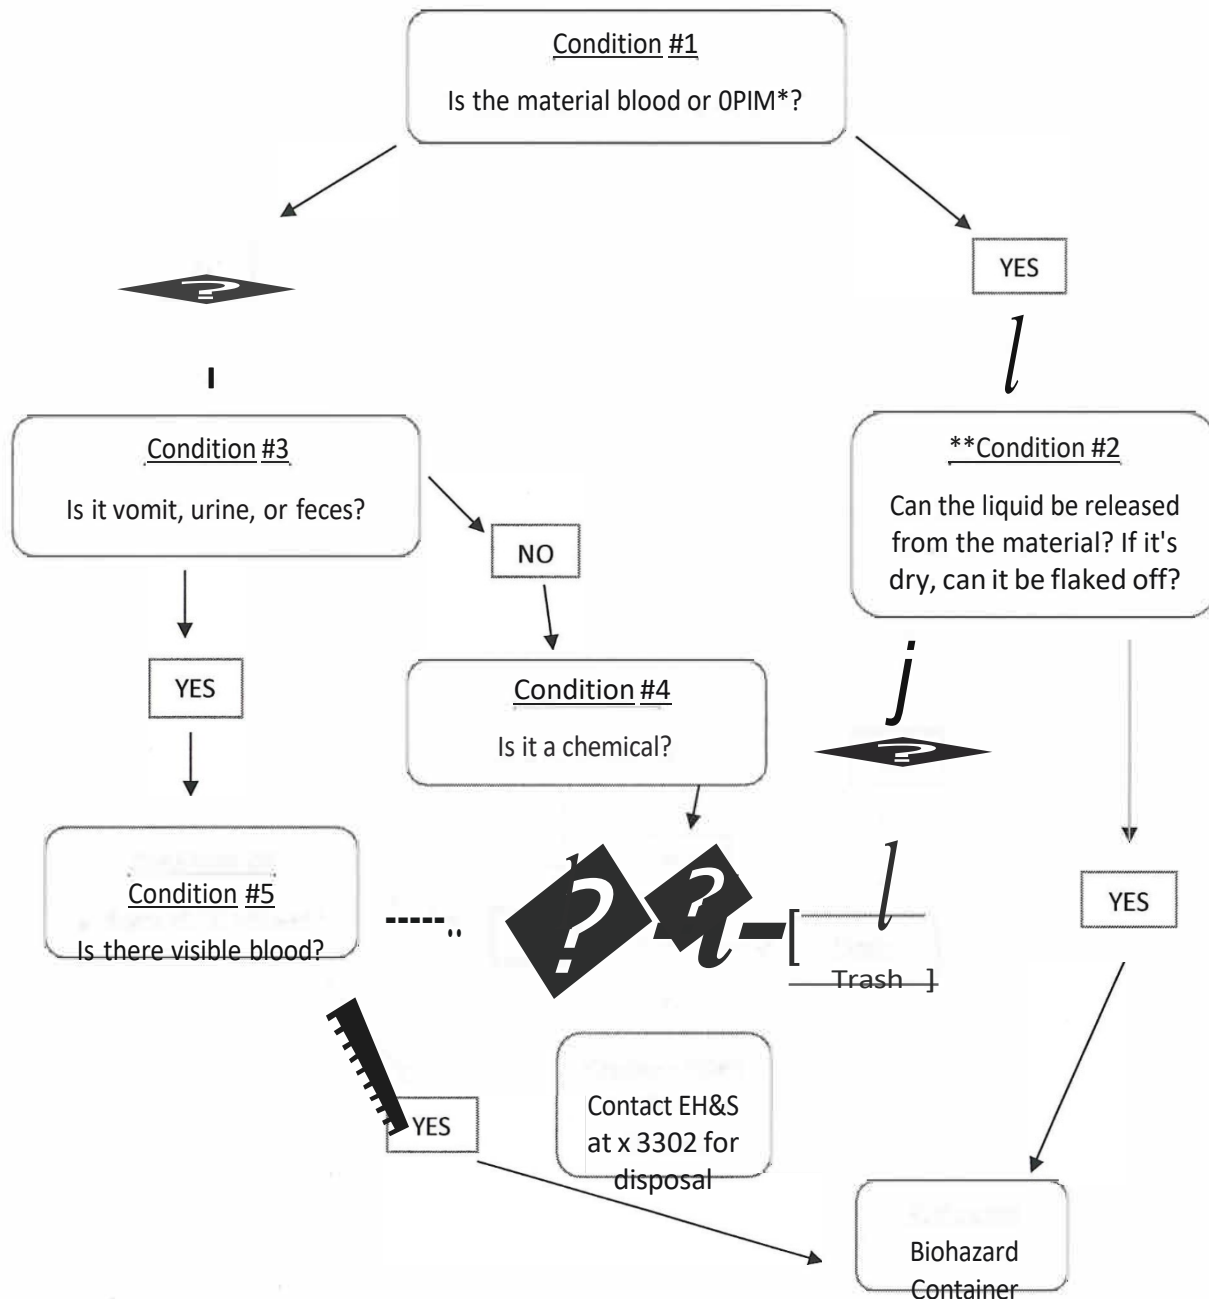 Condition #1
Is the material blood or 0PIM*?
?
YES
l
Condition #3
Is it vomit, urine, or feces?
NO
**Condition #2
Can the liquid be released
from the material? If it's
dry, can it be flaked off?
YES
j
Condition #4
Is it a chemical?
?
Condition #5
Is there visible blood?
?
?
l
[
l
Trash ]
YES
YES
Contact EH&S
at x 3302 for
disposal
Biohazard
Container